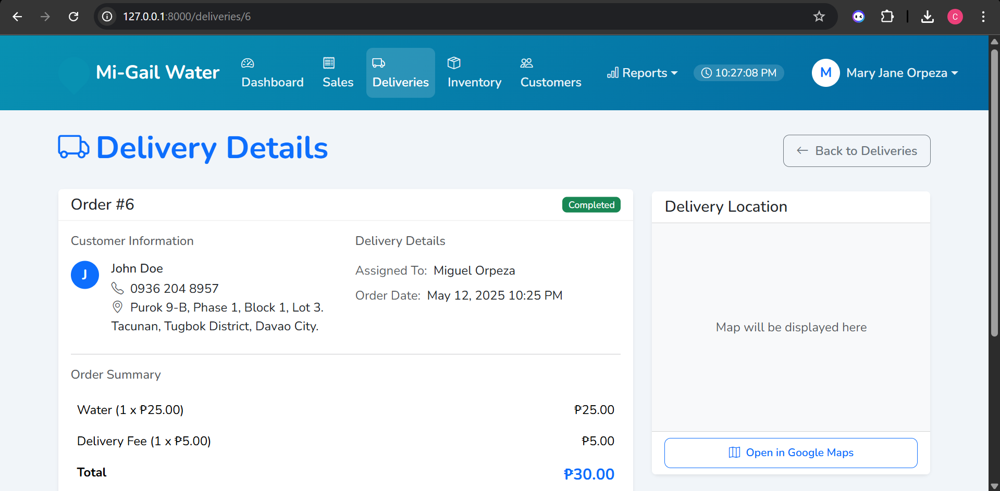 127.0.0.1:8000/deliveries/6
C
Mi-Gail Water
Dashboard
Sales
Deliveries
Inventory
Customers
Reports
10:27:08 PM
M
Mary Jane Orpeza
Delivery Details
Back to Deliveries
Order #6
Completed
Customer Information
J
John Doe
0936 204 8957
Purok 9-B, Phase 1, Block 1, Lot 3.
Tacunan, Tugbok District, Davao City.
Delivery Details
Assigned To: Miguel Orpeza
Order Date: May 12, 2025 10:25 PM
Order Summary
Water (1 x ₱25.00) ₱25.00
Delivery Fee (1 x ₱5.00) ₱5.00
Total ₱30.00
Delivery Location
Map will be displayed here
Open in Google Maps